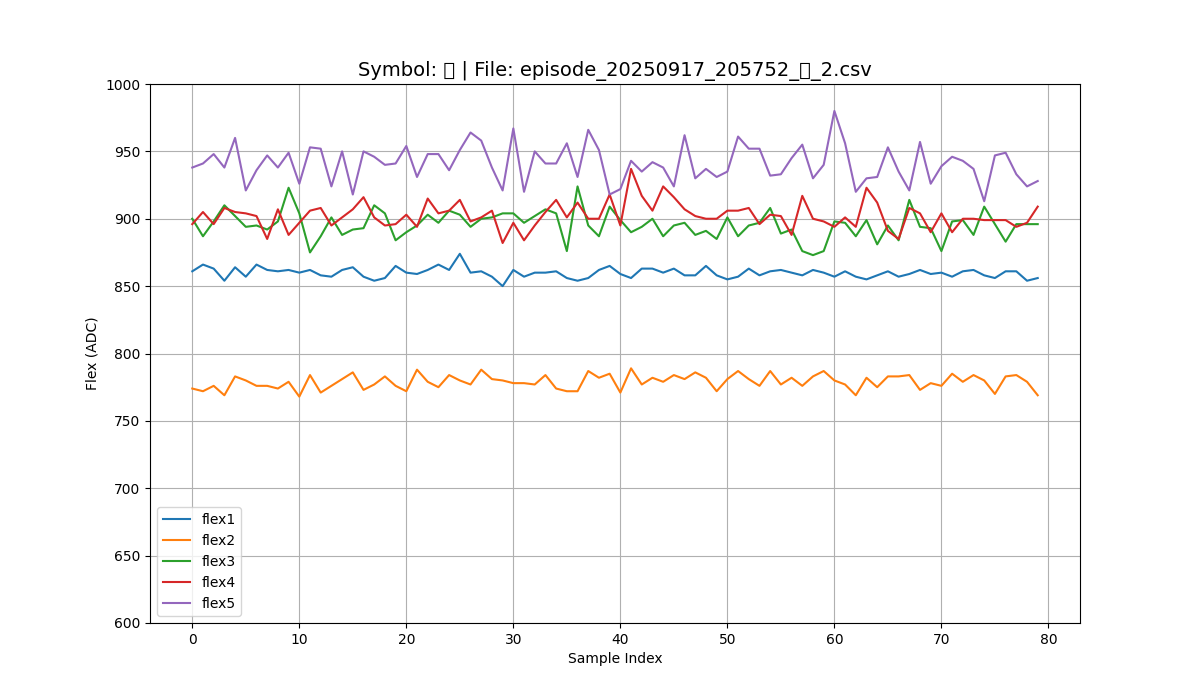 Symbol: ▯ | File: episode_20250917_205752_▯_2.csv
1000
950
900
850
800
750
700
650
600
Flex (ADC)
flex1
flex2
flex3
flex4
flex5
0 10 20 30 40 50 60 70 80
Sample Index